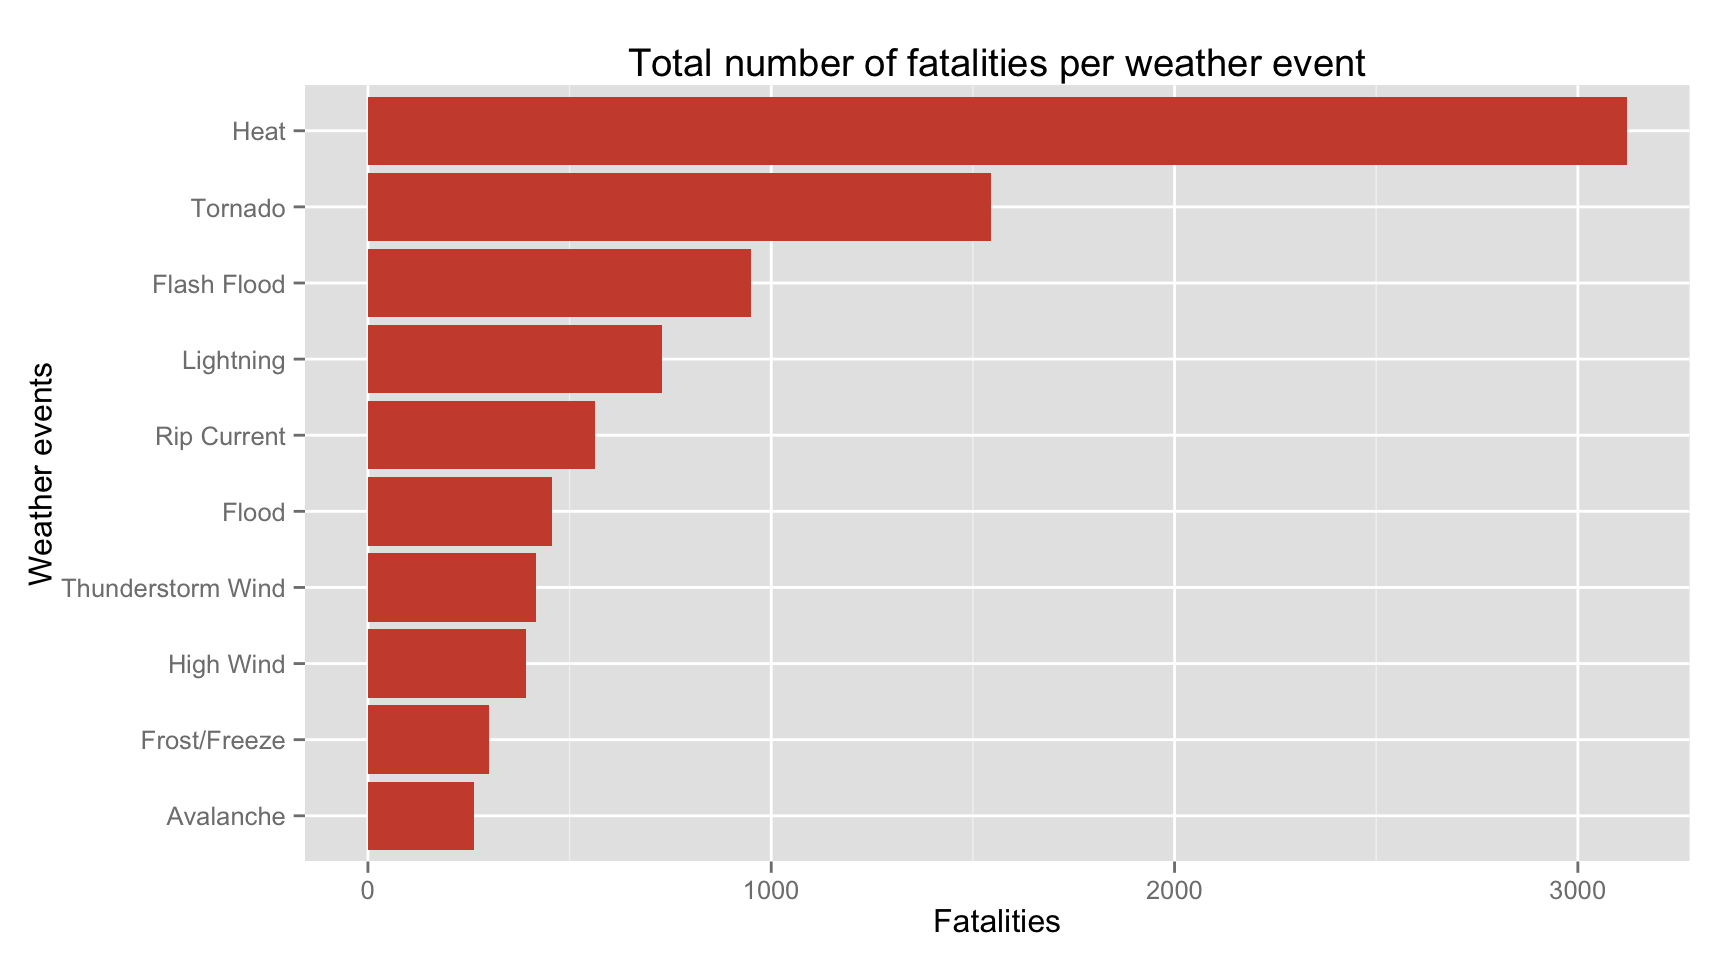 Total number of fatalities per weather event
Weather events
Heat
Tornado
Flash Flood
Lightning
Rip Current
Flood
Thunderstorm Wind
High Wind
Frost/Freeze
Avalanche
0 1000 2000 3000
Fatalities